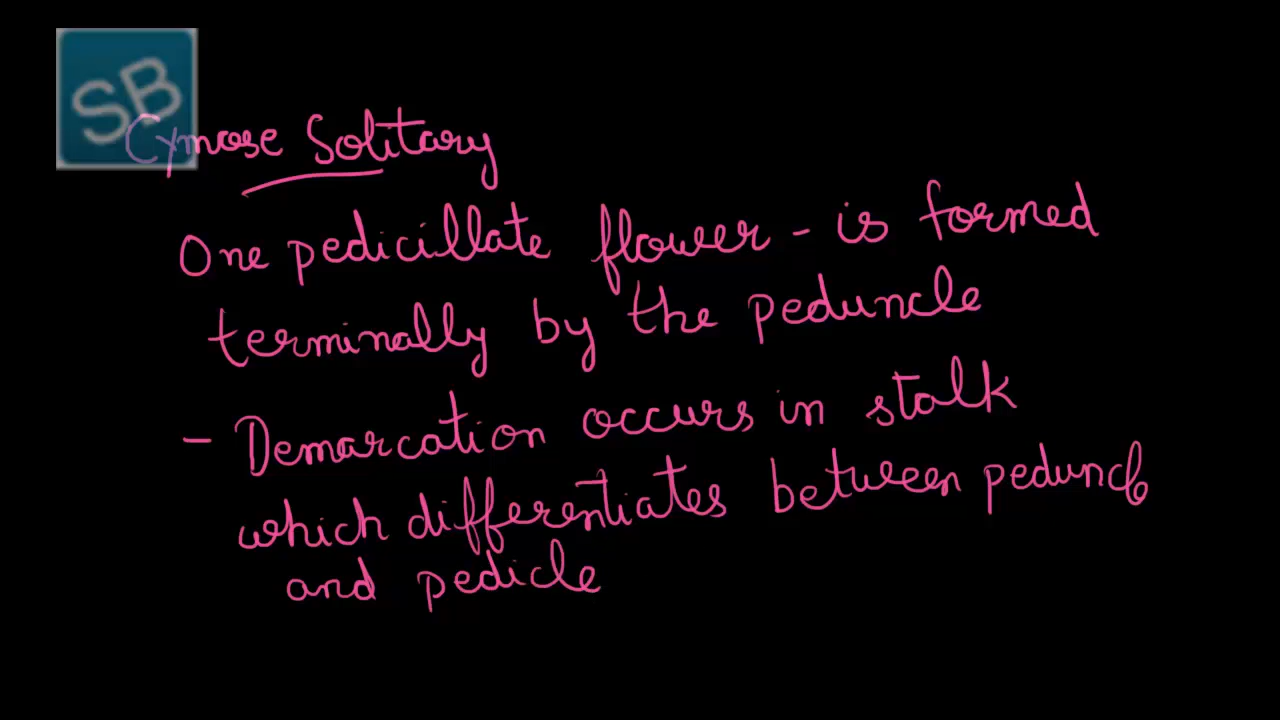 SB
Cymose Solitary
One pedicillate flower - is formed
terminally by the peduncle
- Demarcation occurs in stalk
which differentiates between peduncle
and pedicle